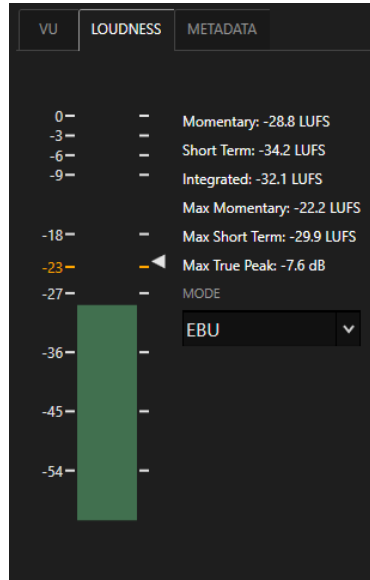 VU LOUDNESS METADATA
0
-3
-6
-9
-18
-23
-27
-36
-45
-54
Momentary: -28.8 LUFS
Short Term: -34.2 LUFS
Integrated: -32.1 LUFS
Max Momentary: -22.2 LUFS
Max Short Term: -29.9 LUFS
Max True Peak: -7.6 dB
MODE
EBU